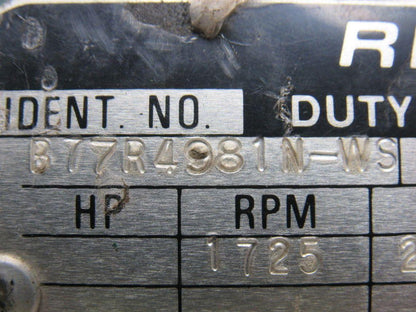 IDENT. NO. DUTY
B77R4981N-WS
HP RPM
1725